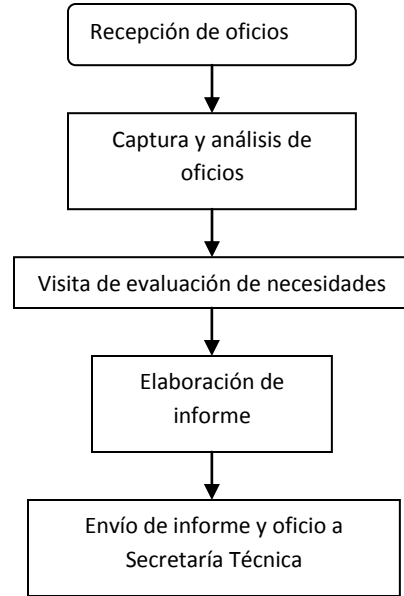 Recepción de oficios
Captura y análisis de
oficios
Visita de evaluación de necesidades
Elaboración de
informe
Envío de informe y oficio a
Secretaría Técnica